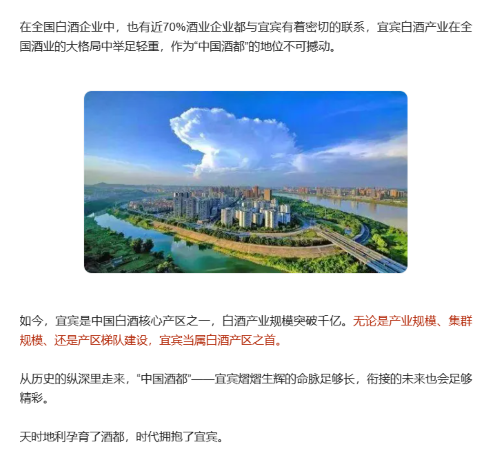 在全国白酒企业中，也有近70%酒业企业都与宜宾有着密切的联系，宜宾白酒产业在全
国酒业的大格局中举足轻重，作为“中国酒都”的地位不可撼动。
如今，宜宾是中国白酒核心产区之一，白酒产业规模突破千亿。无论是产业规模、集群
规模、还是产区梯队建设，宜宾当属白酒产区之首。
从历史的纵深里走来，“中国酒都”——宜宾熠熠生辉的命脉足够长，衔接的未来也会足够
精彩。
天时地利孕育了酒都，时代拥抱了宜宾。